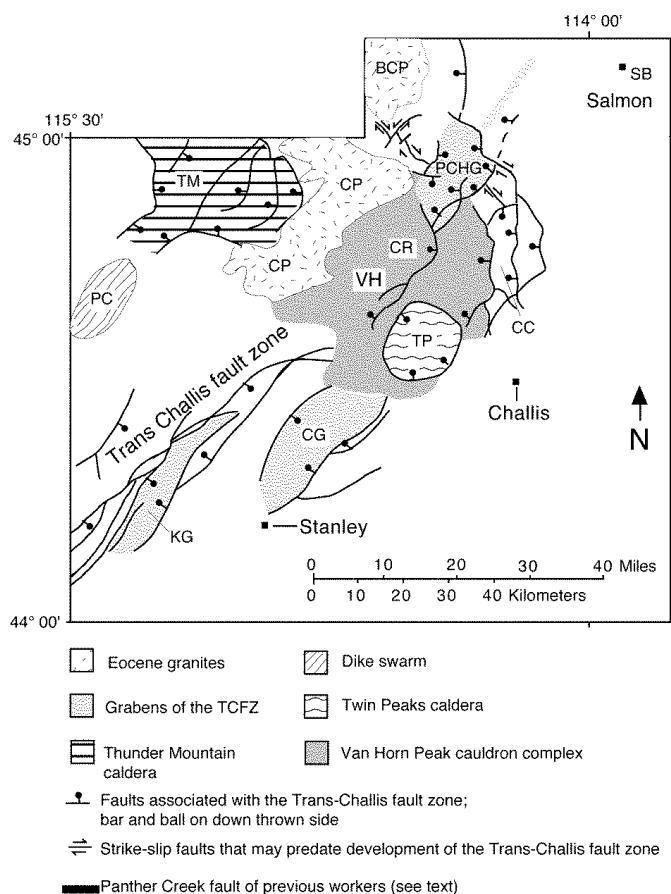 114° 00'
BCP
SB
Salmon
115° 30'
45° 00'
PCHG
TM
CP
CR
CP
VH
PC
CC
TP
Trans Challis fault zone
Challis
N
CG
Stanley
KG
0 10 20 30 40 Miles
0 10 20 30 40 Kilometers
44° 00'
Eocene granites
Dike swarm
Grabens of the TCFZ
Twin Peaks caldera
Thunder Mountain
caldera
Van Horn Peak cauldron complex
Faults associated with the Trans-Challis fault zone;
bar and ball on down thrown side
Strike-slip faults that may predate development of the Trans-Challis fault zone
Panther Creek fault of previous workers (see text)